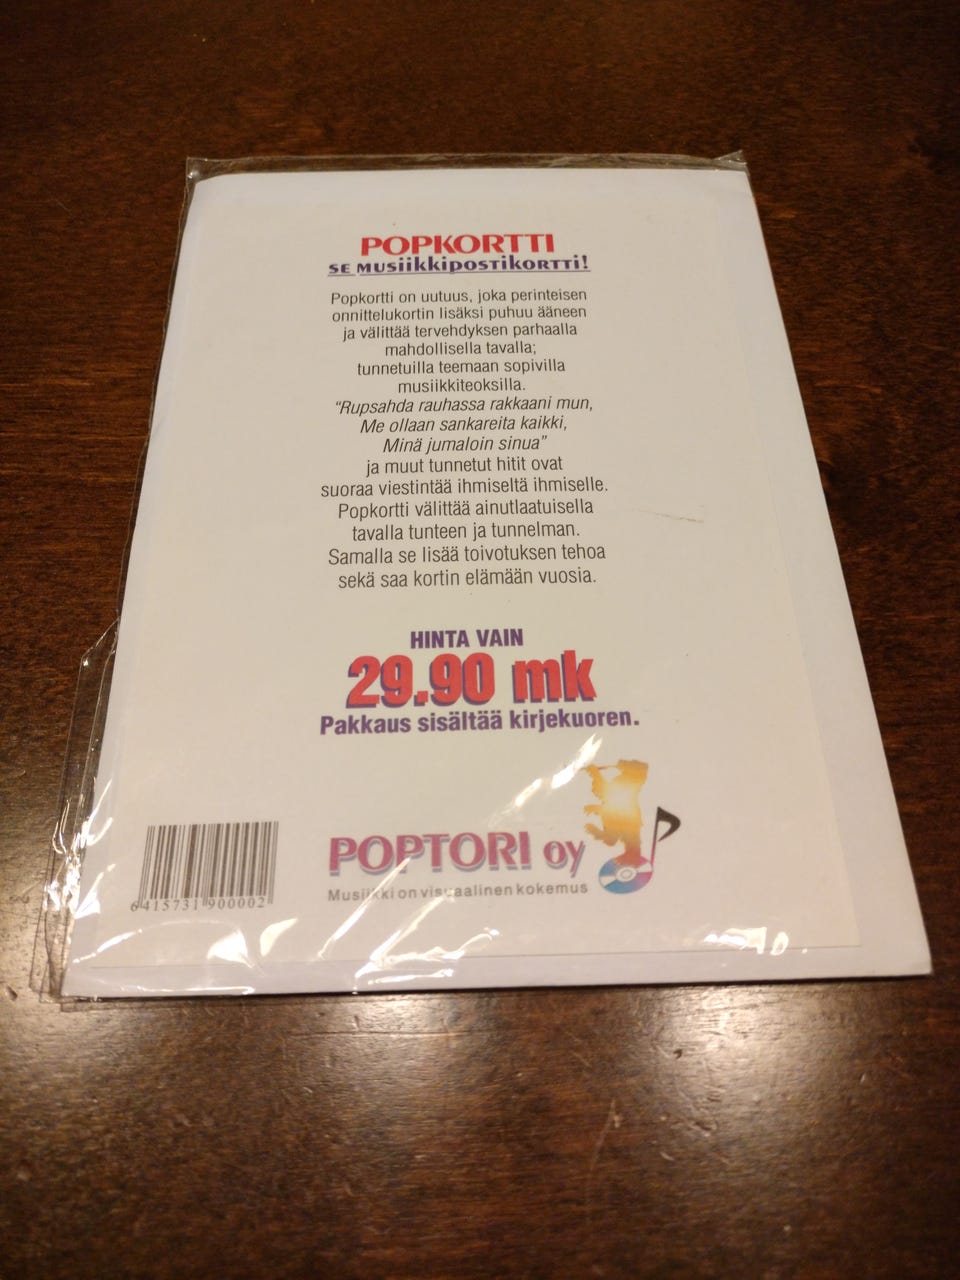 POPKORTTI
SE MUSiikkipostikORTTi!
Popkortti on uutuus, joka perinteisen
onnittelukortin lisäksi puhuu ääneen
ja välittää tervehdyksen parhaalla
mahdollisella tavalla;
tunnetuilla teemaan sopivilla
musiikkiteoksilla.
"Rupsahda rauhassa rakkaani mun,
Me ollaan sankareita kaikki,
Minä jumaloin sinua"
ja muut tunnetut hitit ovat
suoraa viestintää ihmiseltä ihmiselle.
Popkortti välittää ainutlaatuisella
tavalla tunteen ja tunnelman.
Samalla se lisää toivotuksen tehoa
sekä saa kortin elämään vuosia.
HINTA VAIN
29.90 mk
Pakkaus sisältää kirjekuoren.
POPTORI oy
Musiikki on visuaalinen kokemus
6415731900002